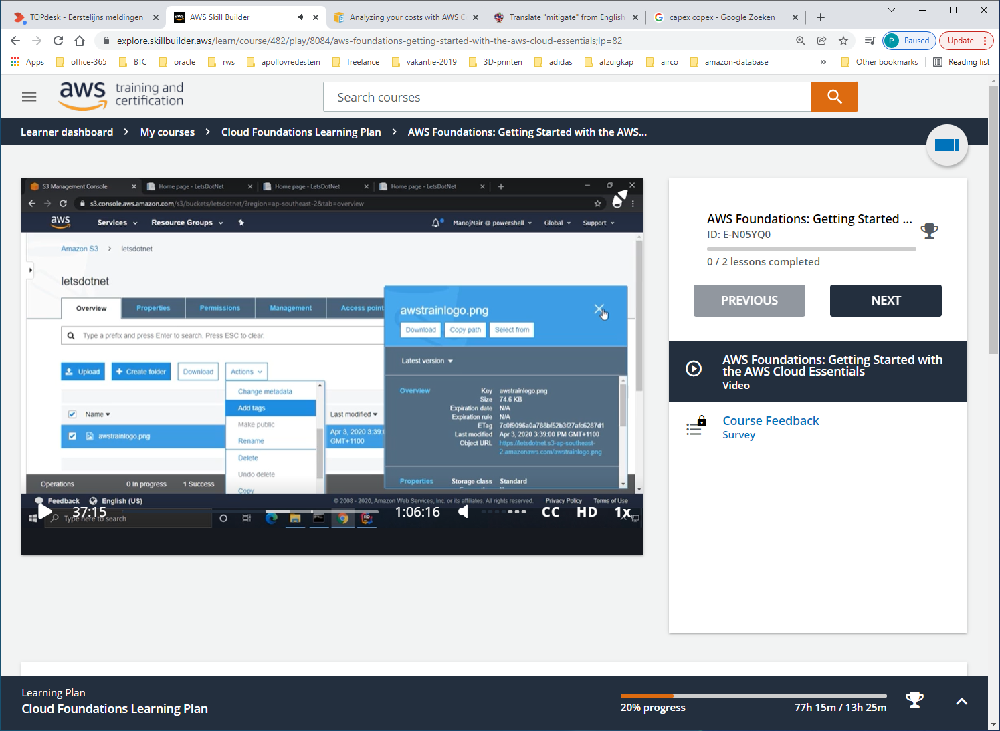 TOPdesk - Eerstelijns meldingen
AWS Skill Builder
Analyzing your costs with AWS C
Translate "mitigate" from English
capex copex - Google Zoeken
explore.skillbuilder.aws/learn/course/482/play/8084/aws-foundations-getting-started-with-the-aws-cloud-essentials;lp=82
P Paused
Update
Apps
office-365
BTC
oracle
rws
apollovredestein
freelance
vakantie-2019
3D-printen
adidas
afzuigkap
airco
amazon-database
»
Other bookmarks
Reading list
aws training and certification
Search courses
Learner dashboard > My courses > Cloud Foundations Learning Plan > AWS Foundations: Getting Started with the AWS...
S3 Management Console
Home page - LetsDotNet
Home page - LetsDotNet
Home page - LetsDotNet
s3.console.aws.amazon.com/s3/buckets/letsdotnet/?region=ap-southeast-2&tab=overview
aws
Services
Resource Groups
ManojNair @ powershell
Global
Support
Amazon S3 > letsdotnet
letsdotnet
Overview
Properties
Permissions
Management
Access point
Type a prefix and press Enter to search. Press ESC to clear.
Upload
+ Create folder
Download
Actions
Change metadata
Add tags
Make public
Rename
Delete
Undo delete
Copy
Name
Last modified
awstrainlogo.png
Apr 3, 2020 3:39:
GMT+1100
Operations
0 In progress
1 Success
awstrainlogo.png
Download
Copy path
Select from
Latest version
Overview
Key awstrainlogo.png
Size 74.6 KB
Expiration date N/A
Expiration rule N/A
ETag 7c0f9096a0a788bf52b3f27afc6287d1
Last modified Apr 3, 2020 3:39:00 PM GMT+1100
Object URL https://letsdotnet.s3-ap-southeast-
2.amazonaws.com/awstrainlogo.png
Properties
Storage class Standard
Feedback
English (US)
© 2008 - 2020, Amazon Web Services, Inc. or its affiliates. All rights reserved.
Privacy Policy
Terms of Use
Type here to search
37:15
1:06:16
CC
HD
1x
AWS Foundations: Getting Started ...
ID: E-N05YQ0
0 / 2 lessons completed
PREVIOUS
NEXT
AWS Foundations: Getting Started with
the AWS Cloud Essentials
Video
Course Feedback
Survey
Learning Plan
Cloud Foundations Learning Plan
20% progress
77h 15m / 13h 25m